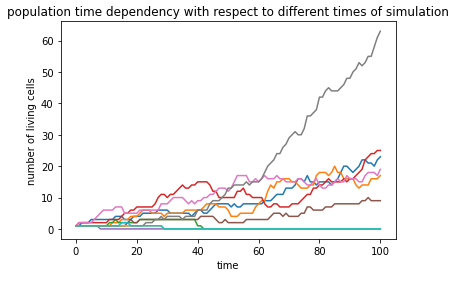 population time dependency with respect to different times of simulation
number of living cells
60
50
40
30
20
10
0
0 20 40 60 80 100
time